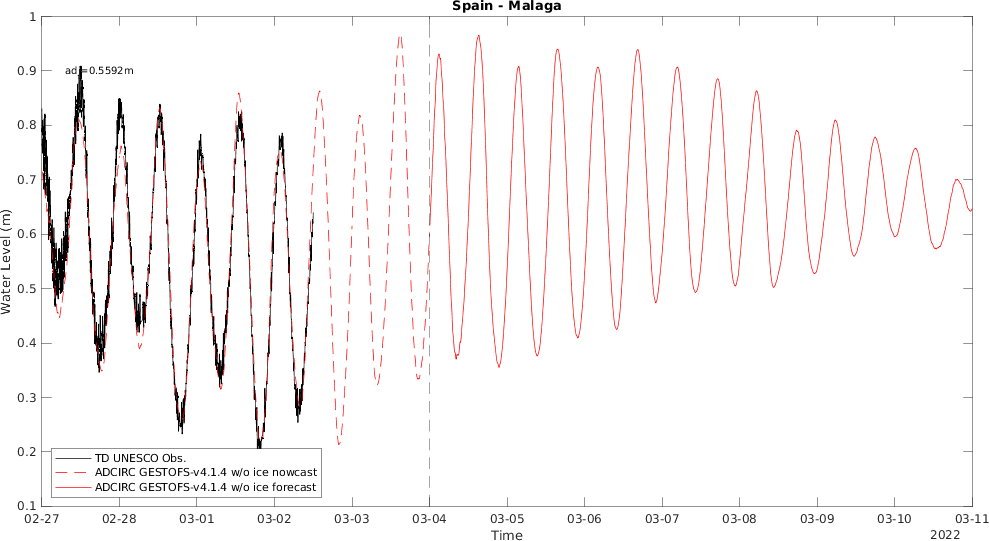 Spain - Malaga
1
0.9
0.8
0.7
0.6
0.5
0.4
0.3
0.2
0.1
Water Level (m)
adj=0.5592m
TD UNESCO Obs.
ADCIRC GESTOFS-v4.1.4 w/o ice nowcast
ADCIRC GESTOFS-v4.1.4 w/o ice forecast
02-27 02-28 03-01 03-02 03-03 03-04 03-05 03-06 03-07 03-08 03-09 03-10 03-11
Time
2022